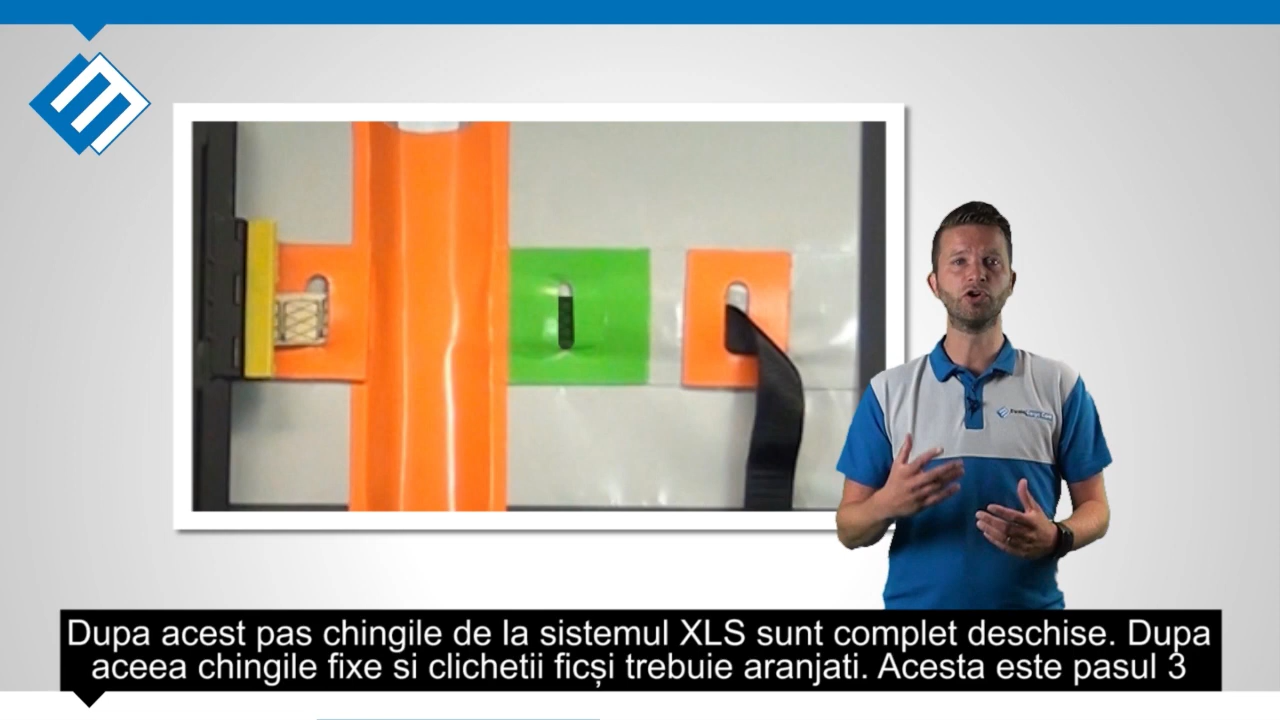 Dupa acest pas chingile de la sistemul XLS sunt complet deschise. Dupa
aceea chingile fixe si clichetii ficși trebuie aranjati. Acesta este pasul 3